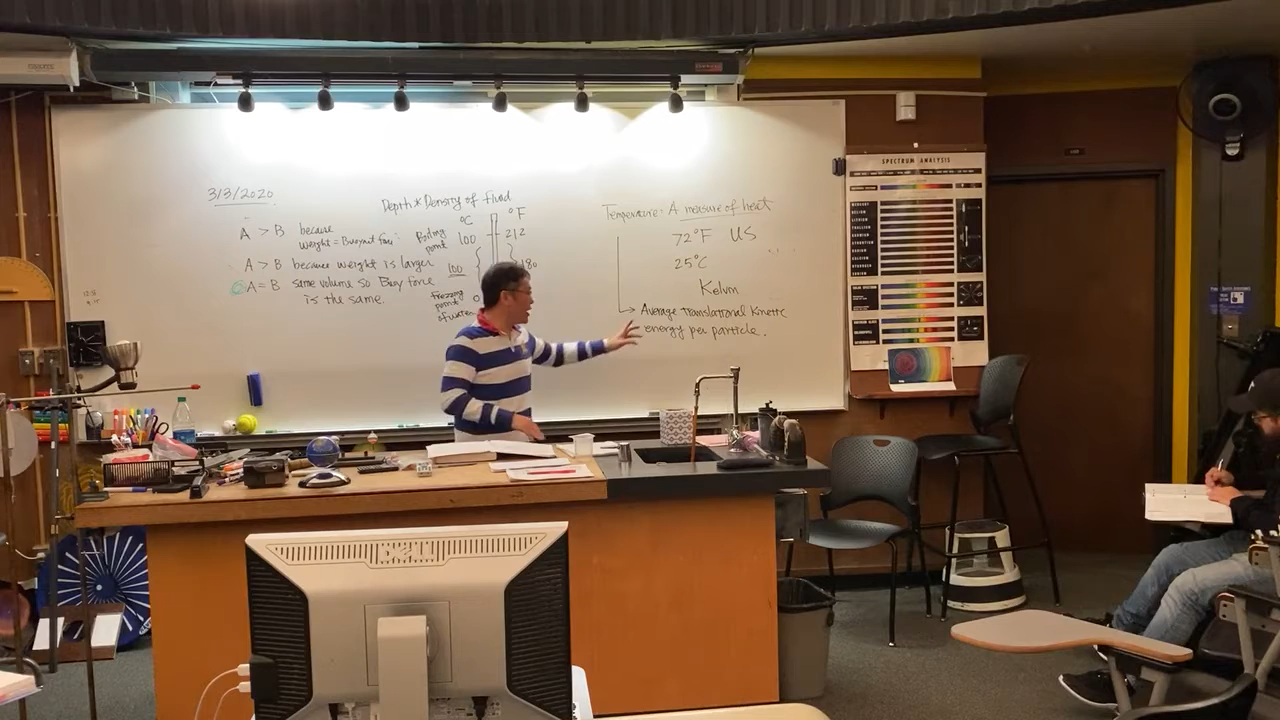 3/3/2020
A > B because
weight = Buoyant for
A > B because weight is larger
A = B same volume so Buoy force
is the same.
Depth * Density of fluid
°C
°F
Boiling
point
100
212
100
180
freezing
point
of water
0
Temperature: A measure of heat
72°F US
25°C
Kelvin
Average translational kinetic
energy per particle.
SPECTRUM ANALYSIS